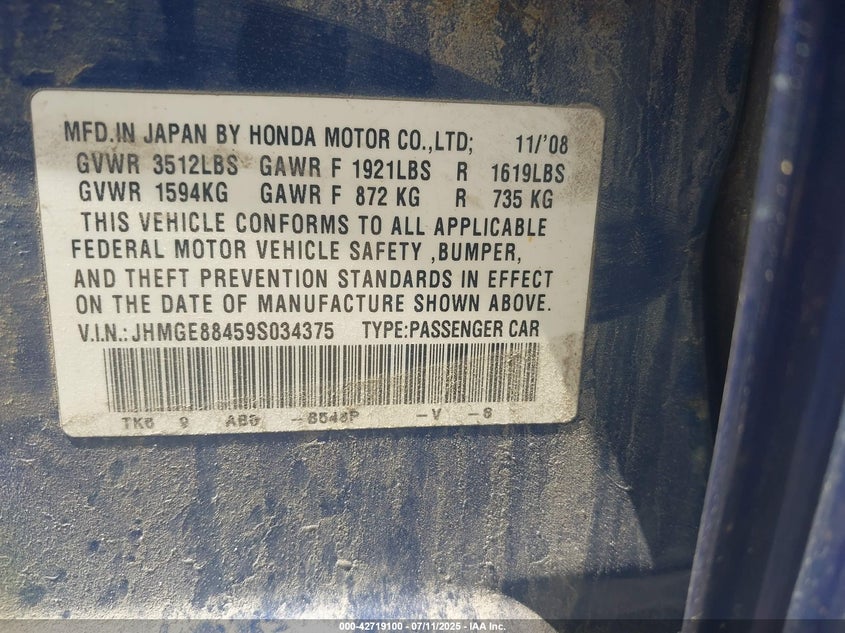 MFD.IN JAPAN BY HONDA MOTOR CO.,LTD; 11/'08
GVWR 3512LBS GAWR F 1921LBS R 1619LBS
GVWR 1594KG GAWR F 872 KG R 735 KG
THIS VEHICLE CONFORMS TO ALL APPLICABLE
FEDERAL MOTOR VEHICLE SAFETY ,BUMPER,
AND THEFT PREVENTION STANDARDS IN EFFECT
ON THE DATE OF MANUFACTURE SHOWN ABOVE.
V.I.N.:JHMGE88459S034375 TYPE:PASSENGER CAR
9 -V -S
000-42719100 - 07/11/2025 - IAA Inc.